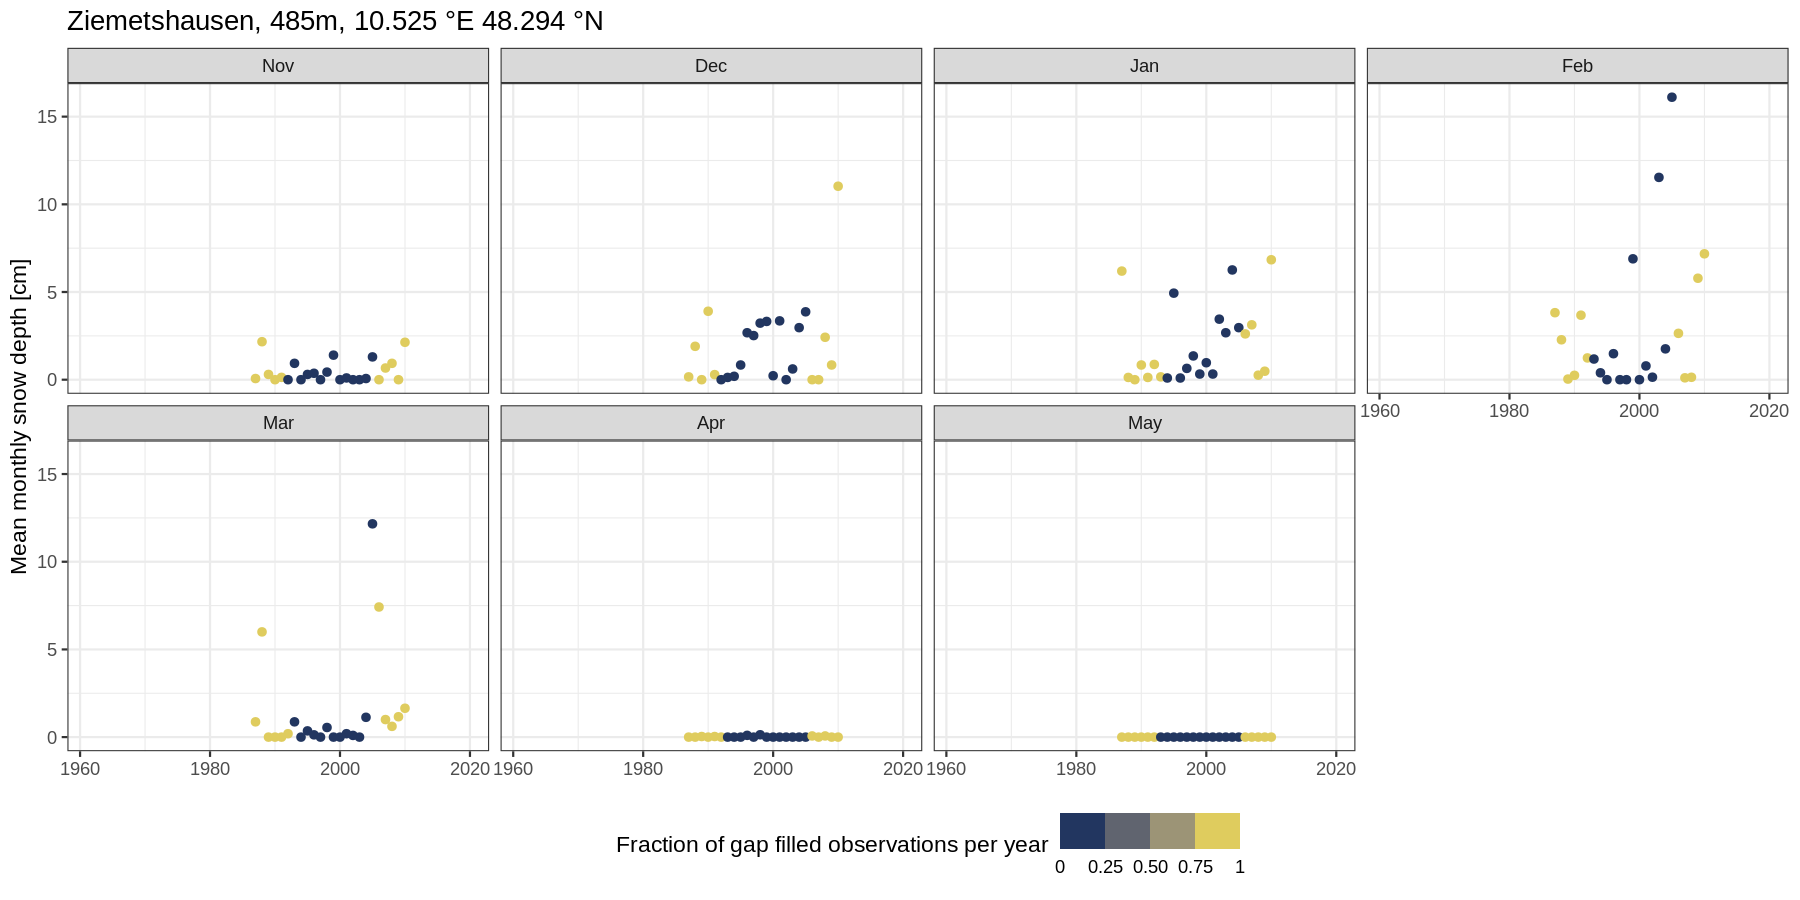 Ziemetshausen, 485m, 10.525 °E 48.294 °N
Nov Dec Jan Feb
15
10
5
0
1960 1980 2000 2020
Mar Apr May
15
10
5
0
1960 1980 2000 2020 1960 1980 2000 2020 1960 1980 2000 2020
Mean monthly snow depth [cm]
Fraction of gap filled observations per year
0 0.25 0.50 0.75 1